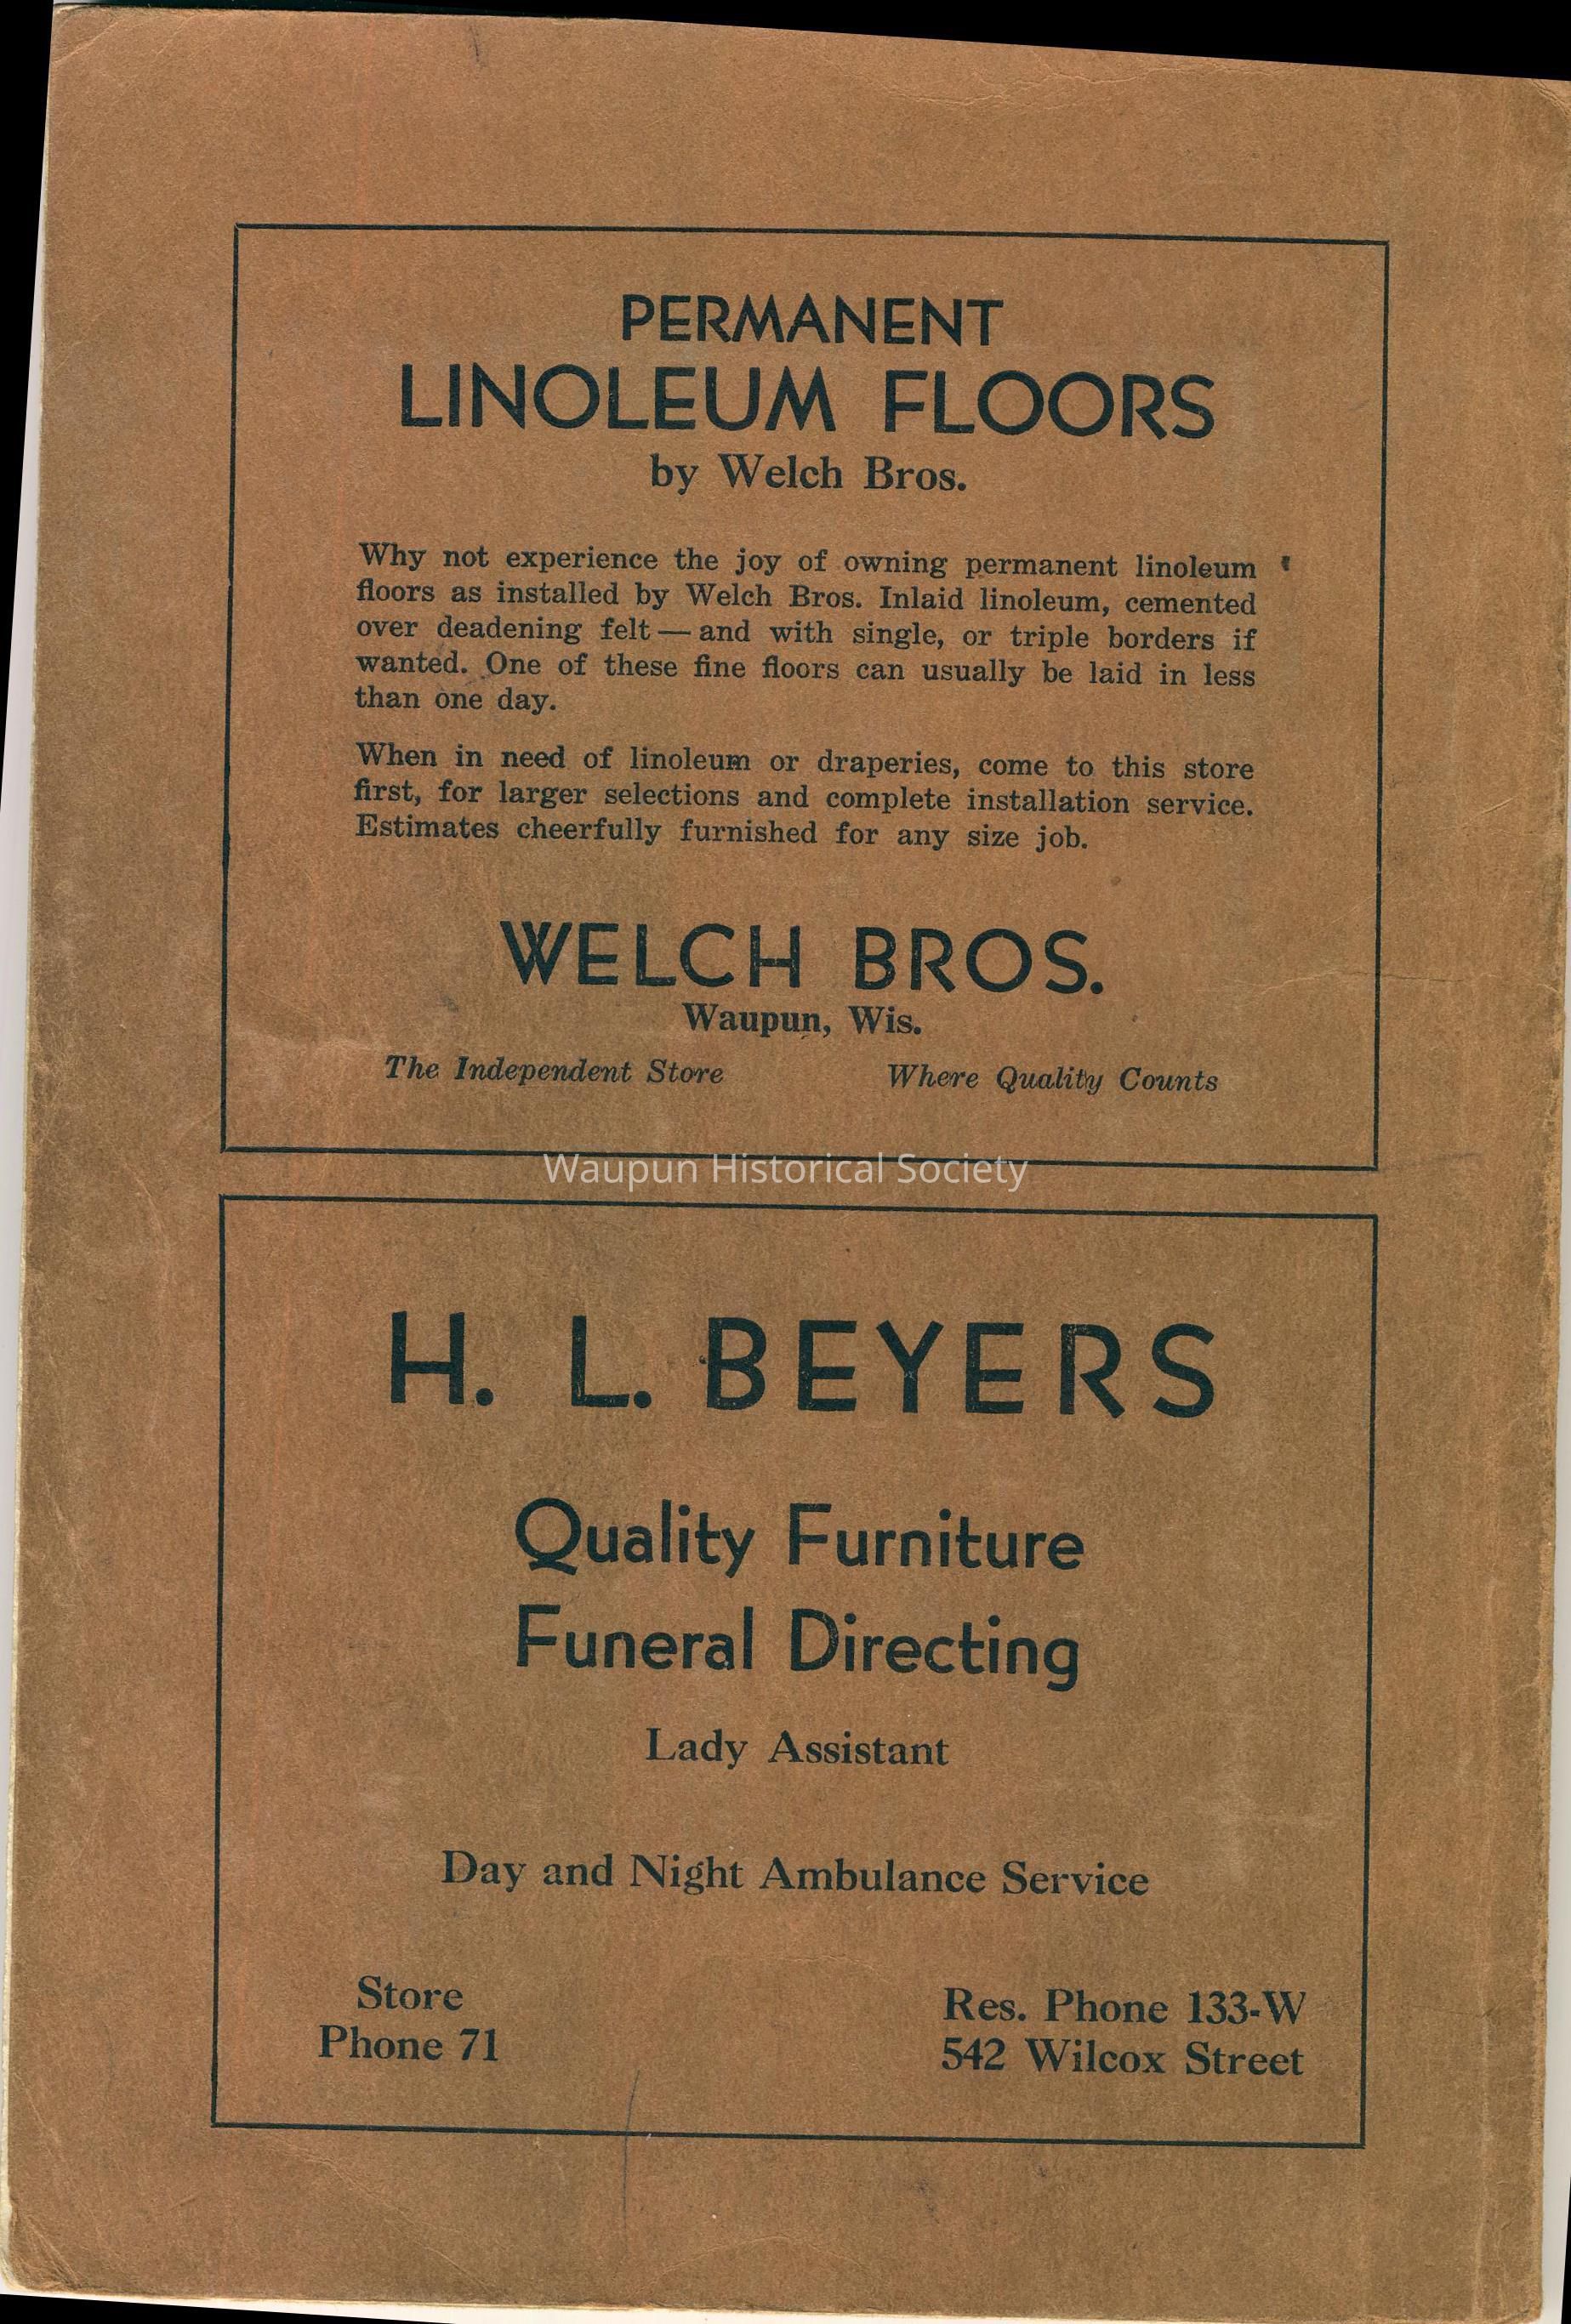 PERMANENT
LINOLEUM FLOORS
by Welch Bros.
Why not experience the joy of owning permanent linoleum
floors as installed by Welch Bros. Inlaid linoleum, cemented
over deadening felt — and with single, or triple borders if
wanted. One of these fine floors can usually be laid in less
than one day.
When in need of linoleum or draperies, come to this store
first, for larger selections and complete installation service.
Estimates cheerfully furnished for any size job.
WELCH BROS.
Waupun, Wis.
The Independent Store Where Quality Counts
Waupun Historical Society
H. L. BEYERS
Quality Furniture
Funeral Directing
Lady Assistant
Day and Night Ambulance Service
Store
Phone 71
Res. Phone 133-W
542 Wilcox Street